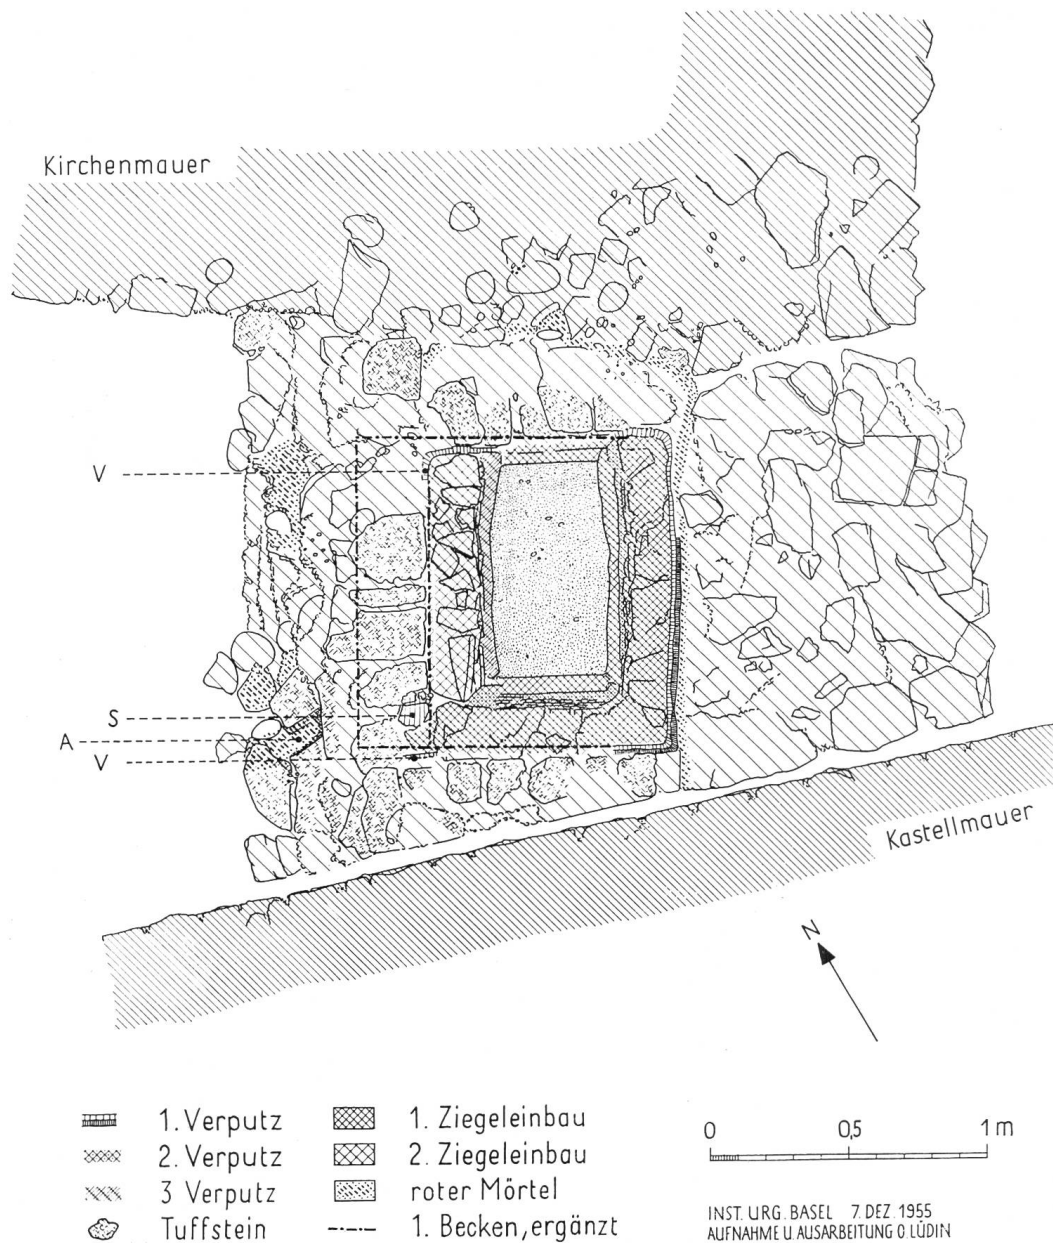 Kirchenmauer
V
S
A
V
Kastellmauer
N
1. Verputz
2. Verputz
3 Verputz
Tuffstein
1. Ziegeleinbau
2. Ziegeleinbau
roter Mörtel
1. Becken, ergänzt
0 0,5 1 m
INST. URG. BASEL 7. DEZ. 1955
AUFNAHME U. AUSARBEITUNG O. LÜDIN